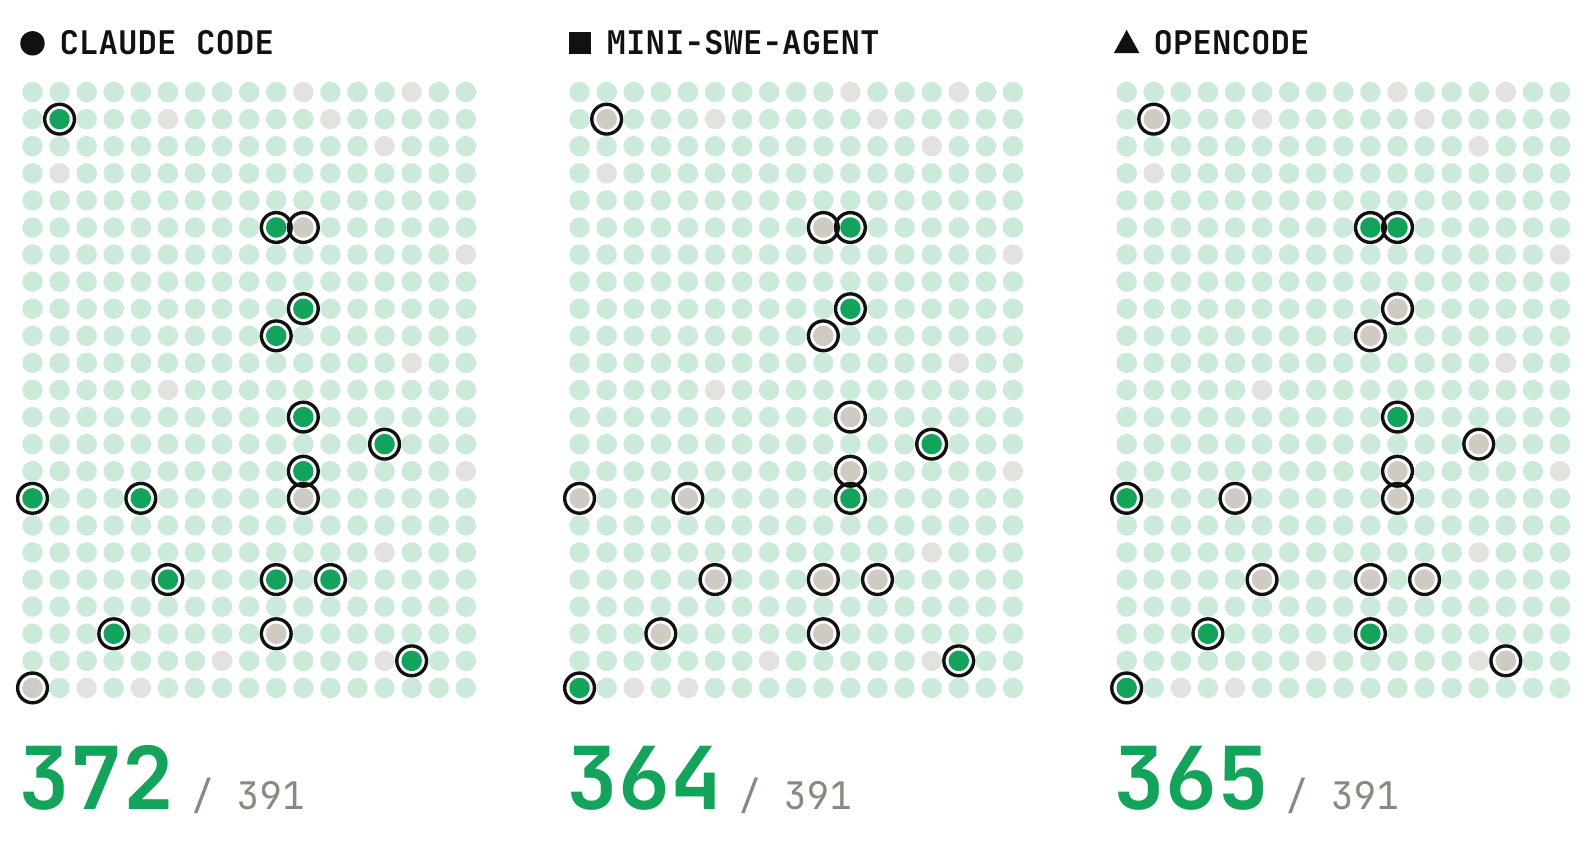 CLAUDE CODE
MINI-SWE-AGENT
OPENCODE
372 / 391
364 / 391
365 / 391